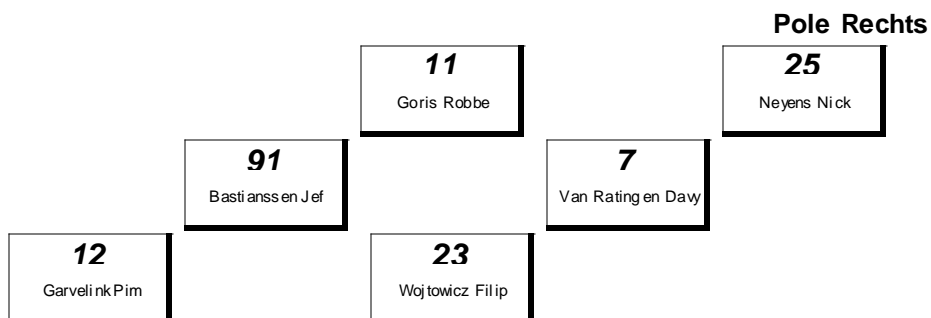 Pole Rechts
11
25
Goris Robbe
Neyens Nick
91
7
Bastianssen Jef
Van Ratingen Davy
12
23
Garvelink Pim
Wojtowicz Filip